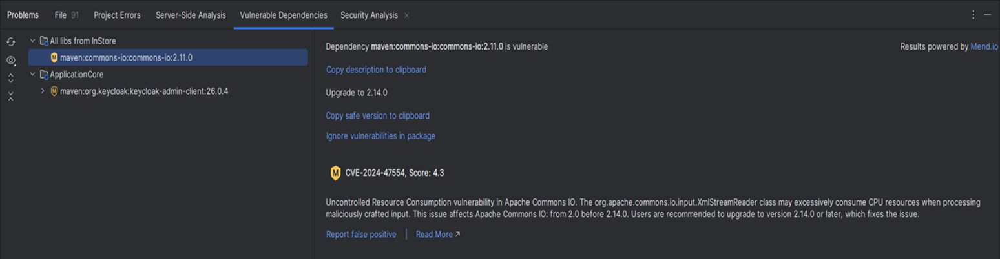 Problems File 91 Project Errors Server-Side Analysis Vulnerable Dependencies Security Analysis
All libs from InStore
maven:commons-io:commons-io:2.11.0
ApplicationCore
maven:org.keycloak:keycloak-admin-client:26.0.4
Dependency maven:commons-io:commons-io:2.11.0 is vulnerable
Results powered by Mend.io
Copy description to clipboard
Upgrade to 2.14.0
Copy safe version to clipboard
Ignore vulnerabilities in package
M CVE-2024-47554, Score: 4.3
Uncontrolled Resource Consumption vulnerability in Apache Commons IO. The org.apache.commons.io.input.XmlStreamReader class may excessively consume CPU resources when processing
maliciously crafted input. This issue affects Apache Commons IO: from 2.0 before 2.14.0. Users are recommended to upgrade to version 2.14.0 or later, which fixes the issue.
Report false positive | Read More ↗